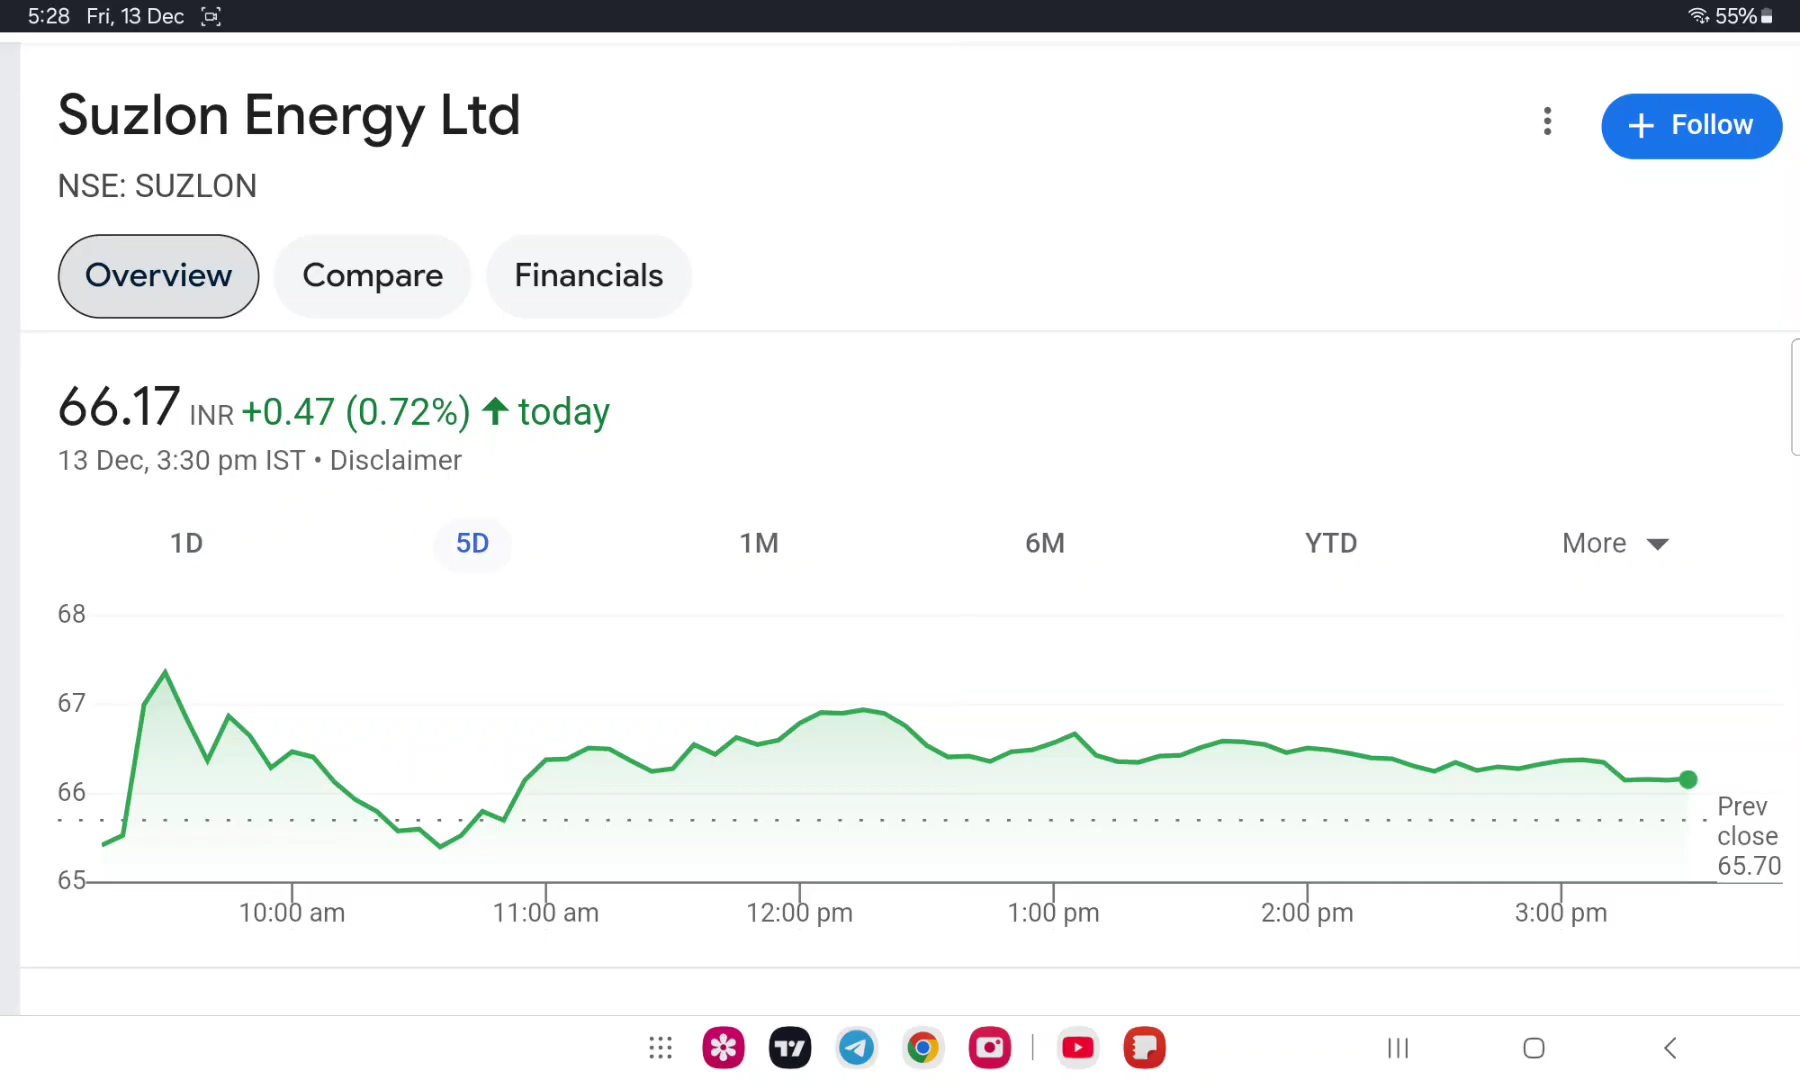 5:28 Fri, 13 Dec
55%
Suzlon Energy Ltd
+ Follow
NSE: SUZLON
Overview Compare Financials
66.17 INR +0.47 (0.72%) today
13 Dec, 3:30 pm IST • Disclaimer
1D 5D 1M 6M YTD More
68
67
66
65
Prev
close
65.70
10:00 am 11:00 am 12:00 pm 1:00 pm 2:00 pm 3:00 pm